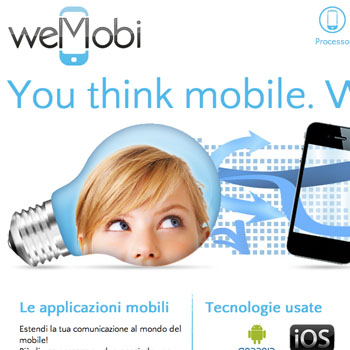 weMobi
Processo
You think mobile.
Le applicazioni mobili
Estendi la tua comunicazione al mondo del
mobile!
Tecnologie usate
iOS